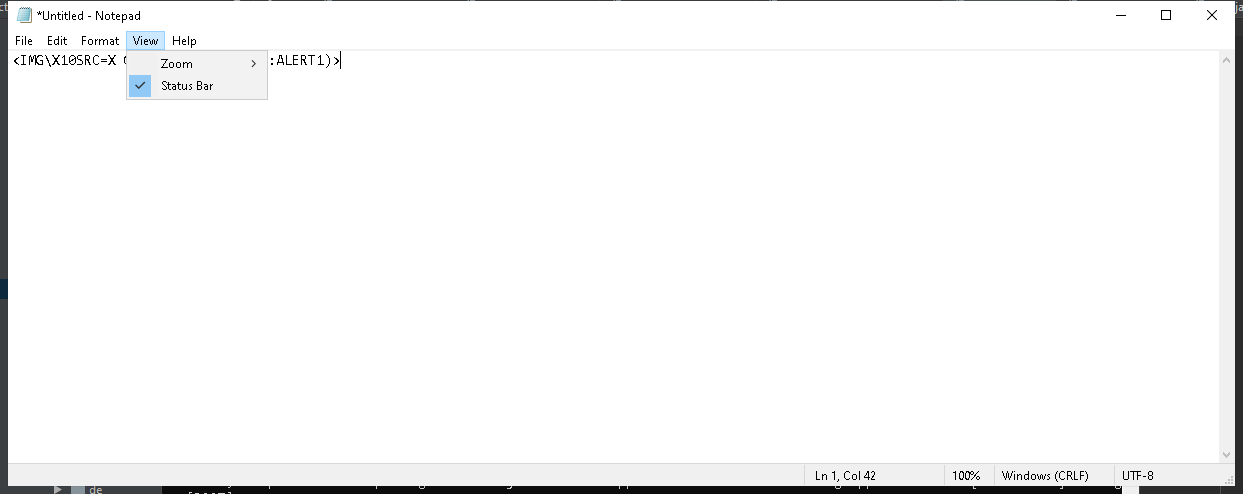 *Untitled - Notepad
File Edit Format View Help
<IMG\X10SRC=X :ALERT1)>
Zoom
Status Bar
Ln 1, Col 42 100% Windows (CRLF) UTF-8
de